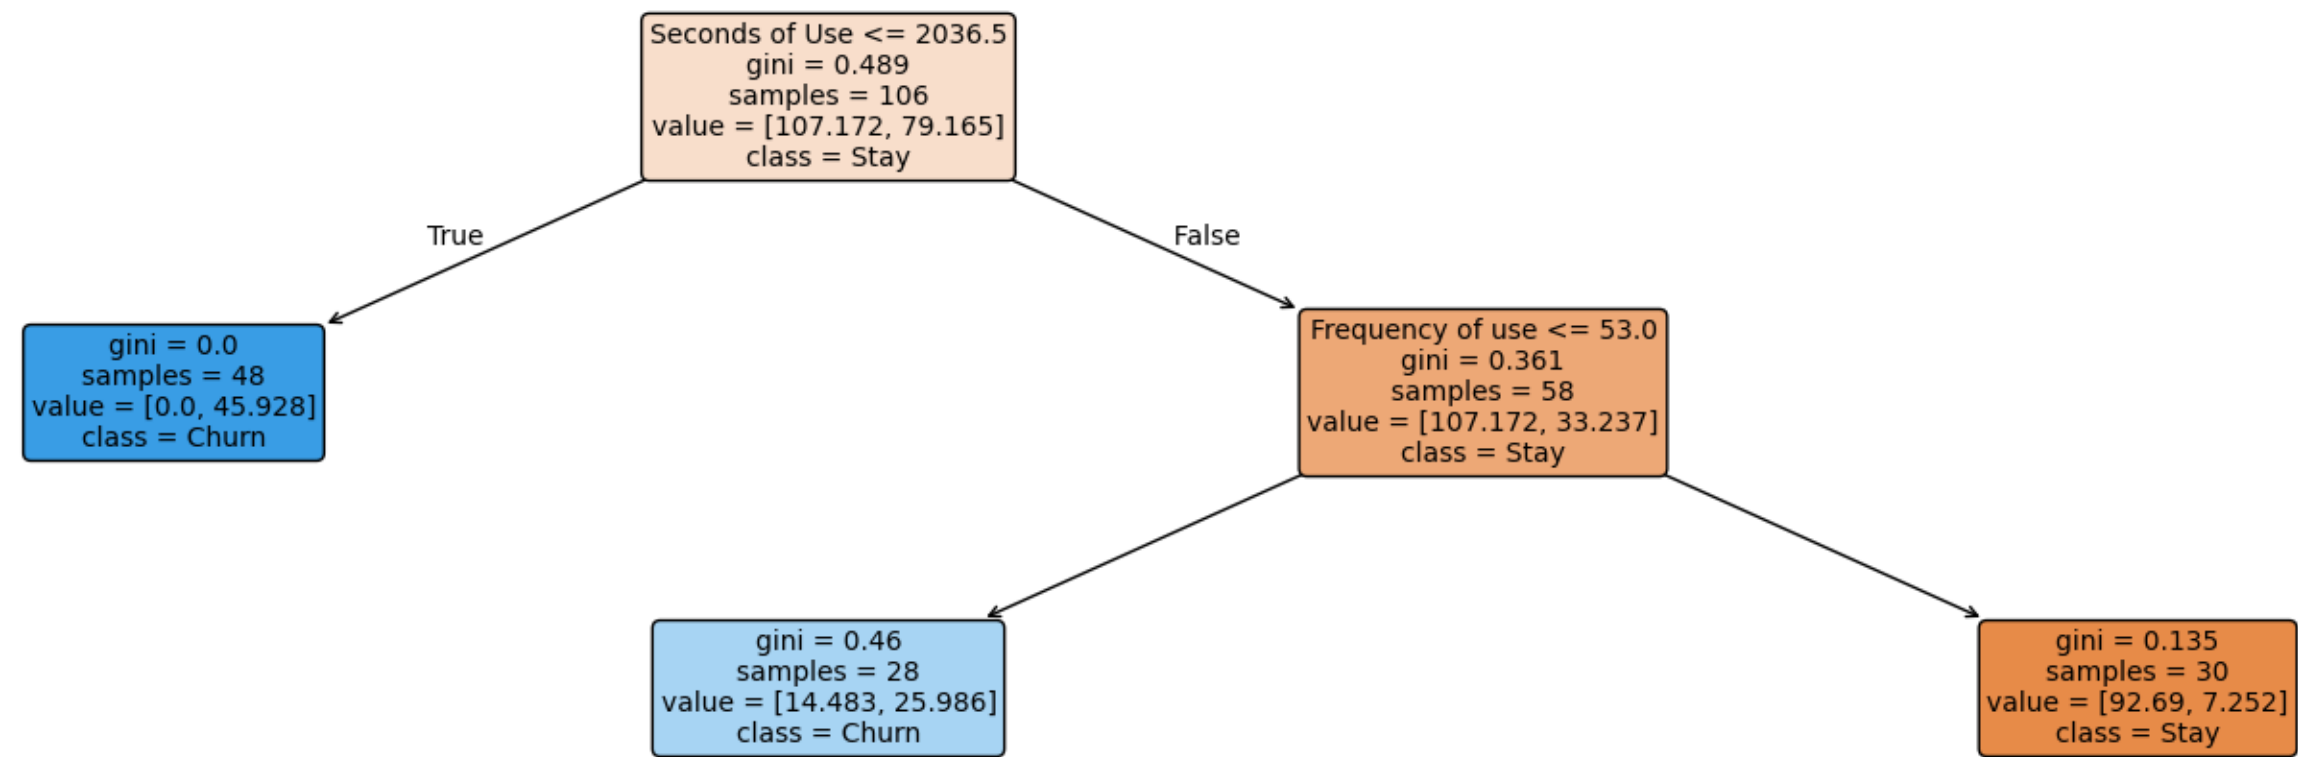 Seconds of Use <= 2036.5
gini = 0.489
samples = 106
value = [107.172, 79.165]
class = Stay
True
False
gini = 0.0
samples = 48
value = [0.0, 45.928]
class = Churn
Frequency of use <= 53.0
gini = 0.361
samples = 58
value = [107.172, 33.237]
class = Stay
gini = 0.46
samples = 28
value = [14.483, 25.986]
class = Churn
gini = 0.135
samples = 30
value = [92.69, 7.252]
class = Stay